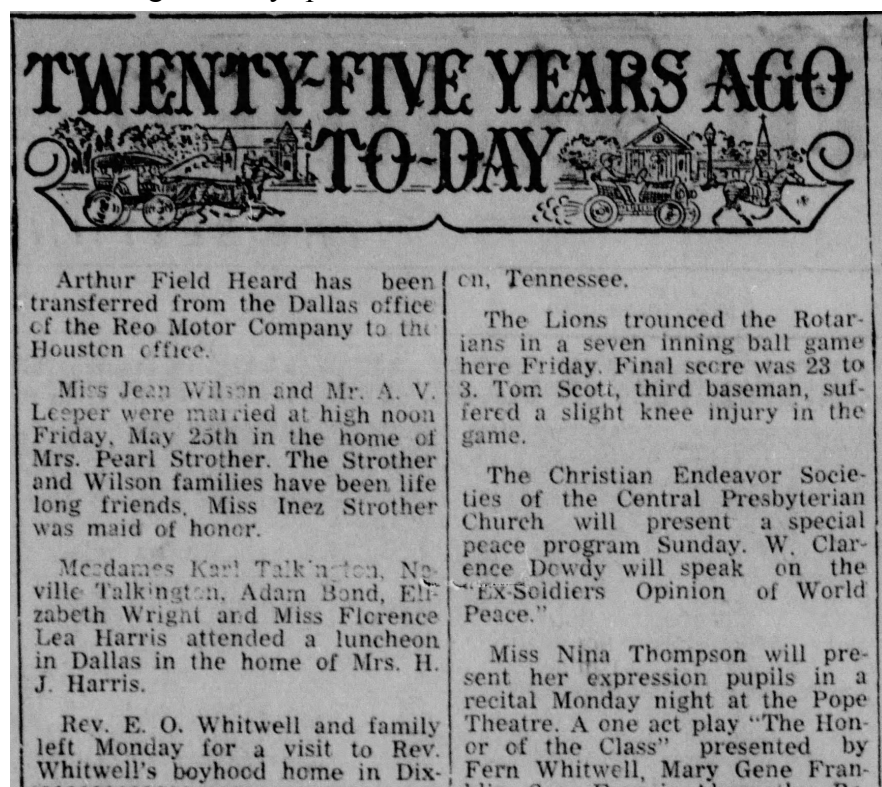 TWENTY-FIVE YEARS AGO
TO-DAY
Arthur Field Heard has been
transferred from the Dallas office
of the Reo Motor Company to the
Houston office.
Miss Jean Wilson and Mr. A. V.
Leeper were married at high noon
Friday, May 25th in the home of
Mrs. Pearl Strother. The Strother
and Wilson families have been life
long friends. Miss Inez Strother
was maid of honor.
Mesdames Karl Talkington, Ne-
ville Talkington, Adam Bond, Eli-
zabeth Wright and Miss Florence
Lea Harris attended a luncheon
in Dallas in the home of Mrs. H.
J. Harris.
Rev. E. O. Whitwell and family
left Monday for a visit to Rev.
Whitwell's boyhood home in Dix-
on, Tennessee.
The Lions trounced the Rotar-
ians in a seven inning ball game
here Friday. Final score was 23 to
3. Tom Scott, third baseman, suf-
fered a slight knee injury in the
game.
The Christian Endeavor Socie-
ties of the Central Presbyterian
Church will present a special
peace program Sunday. W. Clar-
ence Dowdy will speak on the
"Ex-Soldiers Opinion of World
Peace."
Miss Nina Thompson will pre-
sent her expression pupils in a
recital Monday night at the Pope
Theatre. A one act play "The Hon-
or of the Class" presented by
Fern Whitwell, Mary Gene Fran-